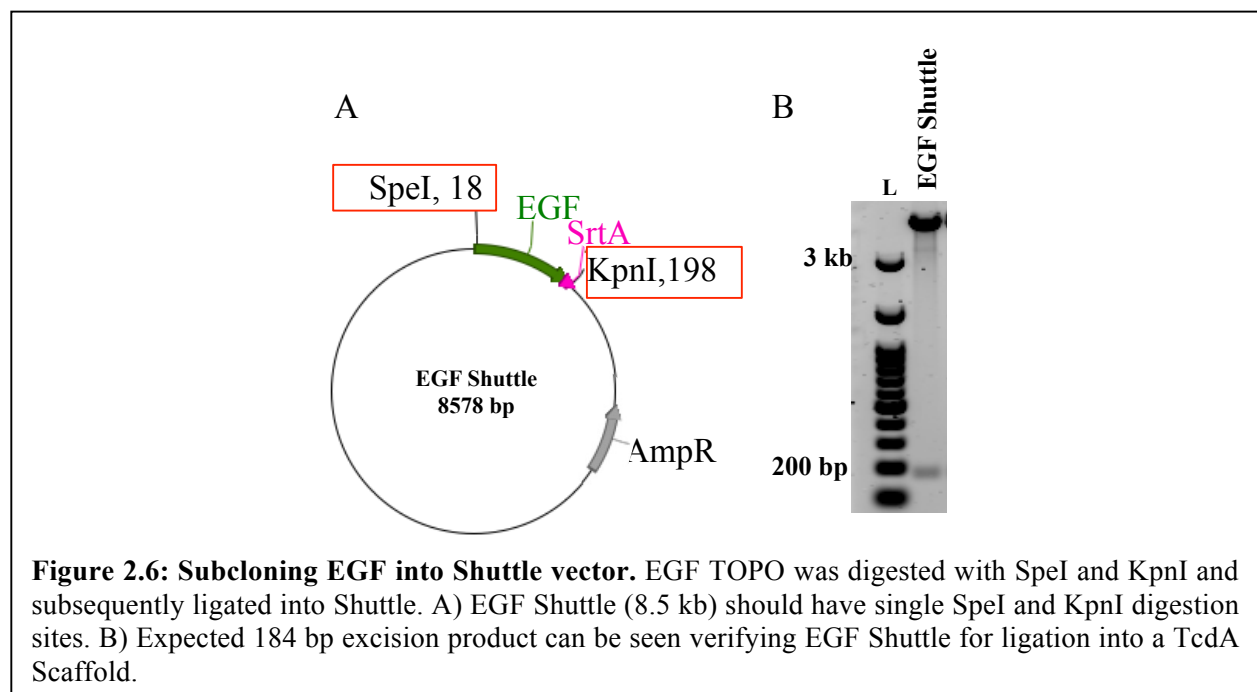 A
B
EGF Shuttle
L
SpeI, 18
EGF
SrtA
KpnI,198
3 kb
EGF Shuttle
8578 bp
AmpR
200 bp
Figure 2.6: Subcloning EGF into Shuttle vector. EGF TOPO was digested with SpeI and KpnI and
subsequently ligated into Shuttle. A) EGF Shuttle (8.5 kb) should have single SpeI and KpnI digestion
sites. B) Expected 184 bp excision product can be seen verifying EGF Shuttle for ligation into a TcdA
Scaffold.